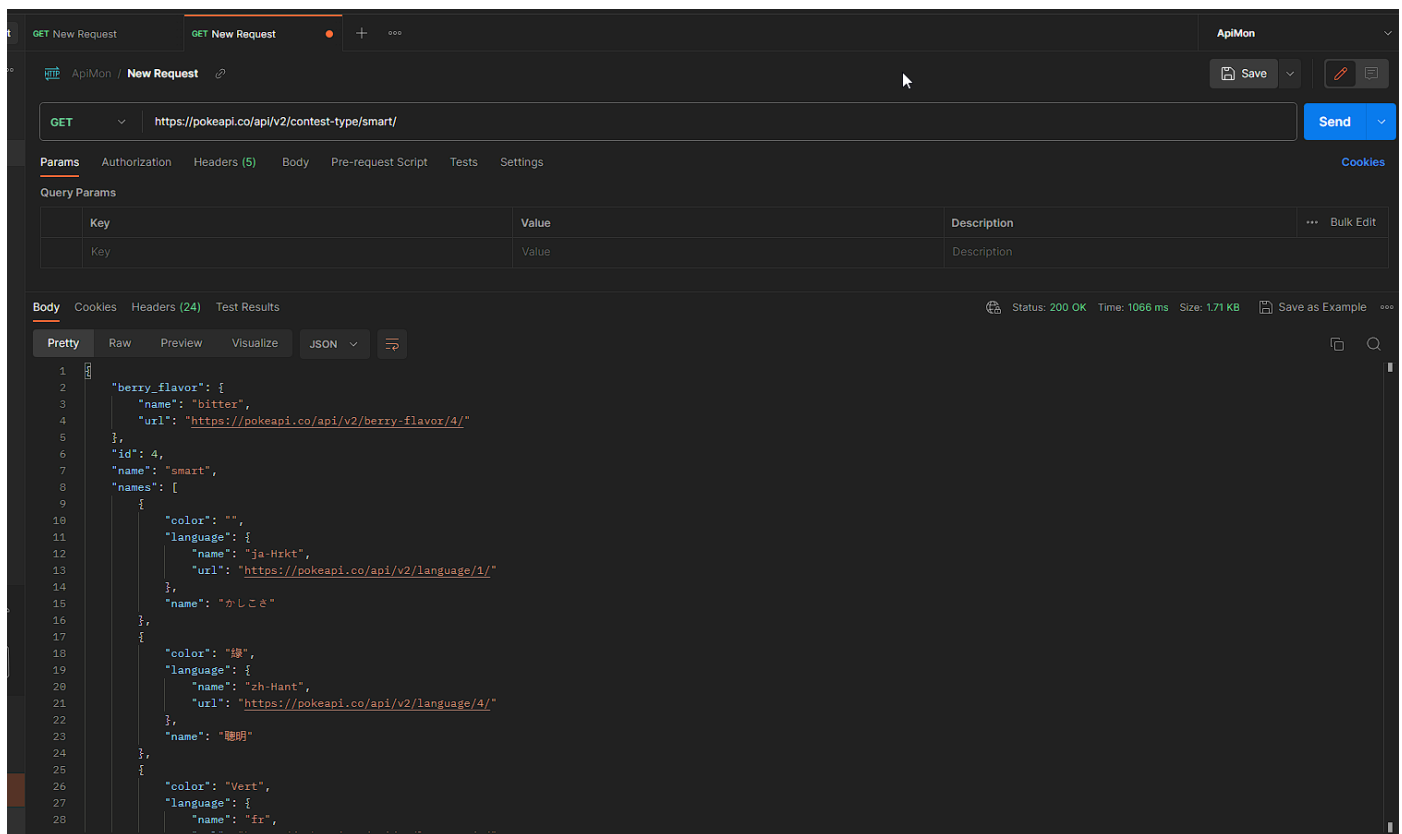 t GET New Request GET New Request ApiMon
HTTP ApiMon / New Request Save
GET https://pokeapi.co/api/v2/contest-type/smart/ Send
Params Authorization Headers (5) Body Pre-request Script Tests Settings Cookies
Query Params
Key Value Description ••• Bulk Edit
Key Value Description
Body Cookies Headers (24) Test Results Status: 200 OK Time: 1066 ms Size: 1.71 KB Save as Example
Pretty Raw Preview Visualize JSON
1 {
2 "berry_flavor": {
3 "name": "bitter",
4 "url": "https://pokeapi.co/api/v2/berry-flavor/4/"
5 },
6 "id": 4,
7 "name": "smart",
8 "names": [
9 {
10 "color": "",
11 "language": {
12 "name": "ja-Hrkt",
13 "url": "https://pokeapi.co/api/v2/language/1/"
14 },
15 "name": "かしこさ"
16 },
17 {
18 "color": "綠",
19 "language": {
20 "name": "zh-Hant",
21 "url": "https://pokeapi.co/api/v2/language/4/"
22 },
23 "name": "聰明"
24 },
25 {
26 "color": "Vert",
27 "language": {
28 "name": "fr",